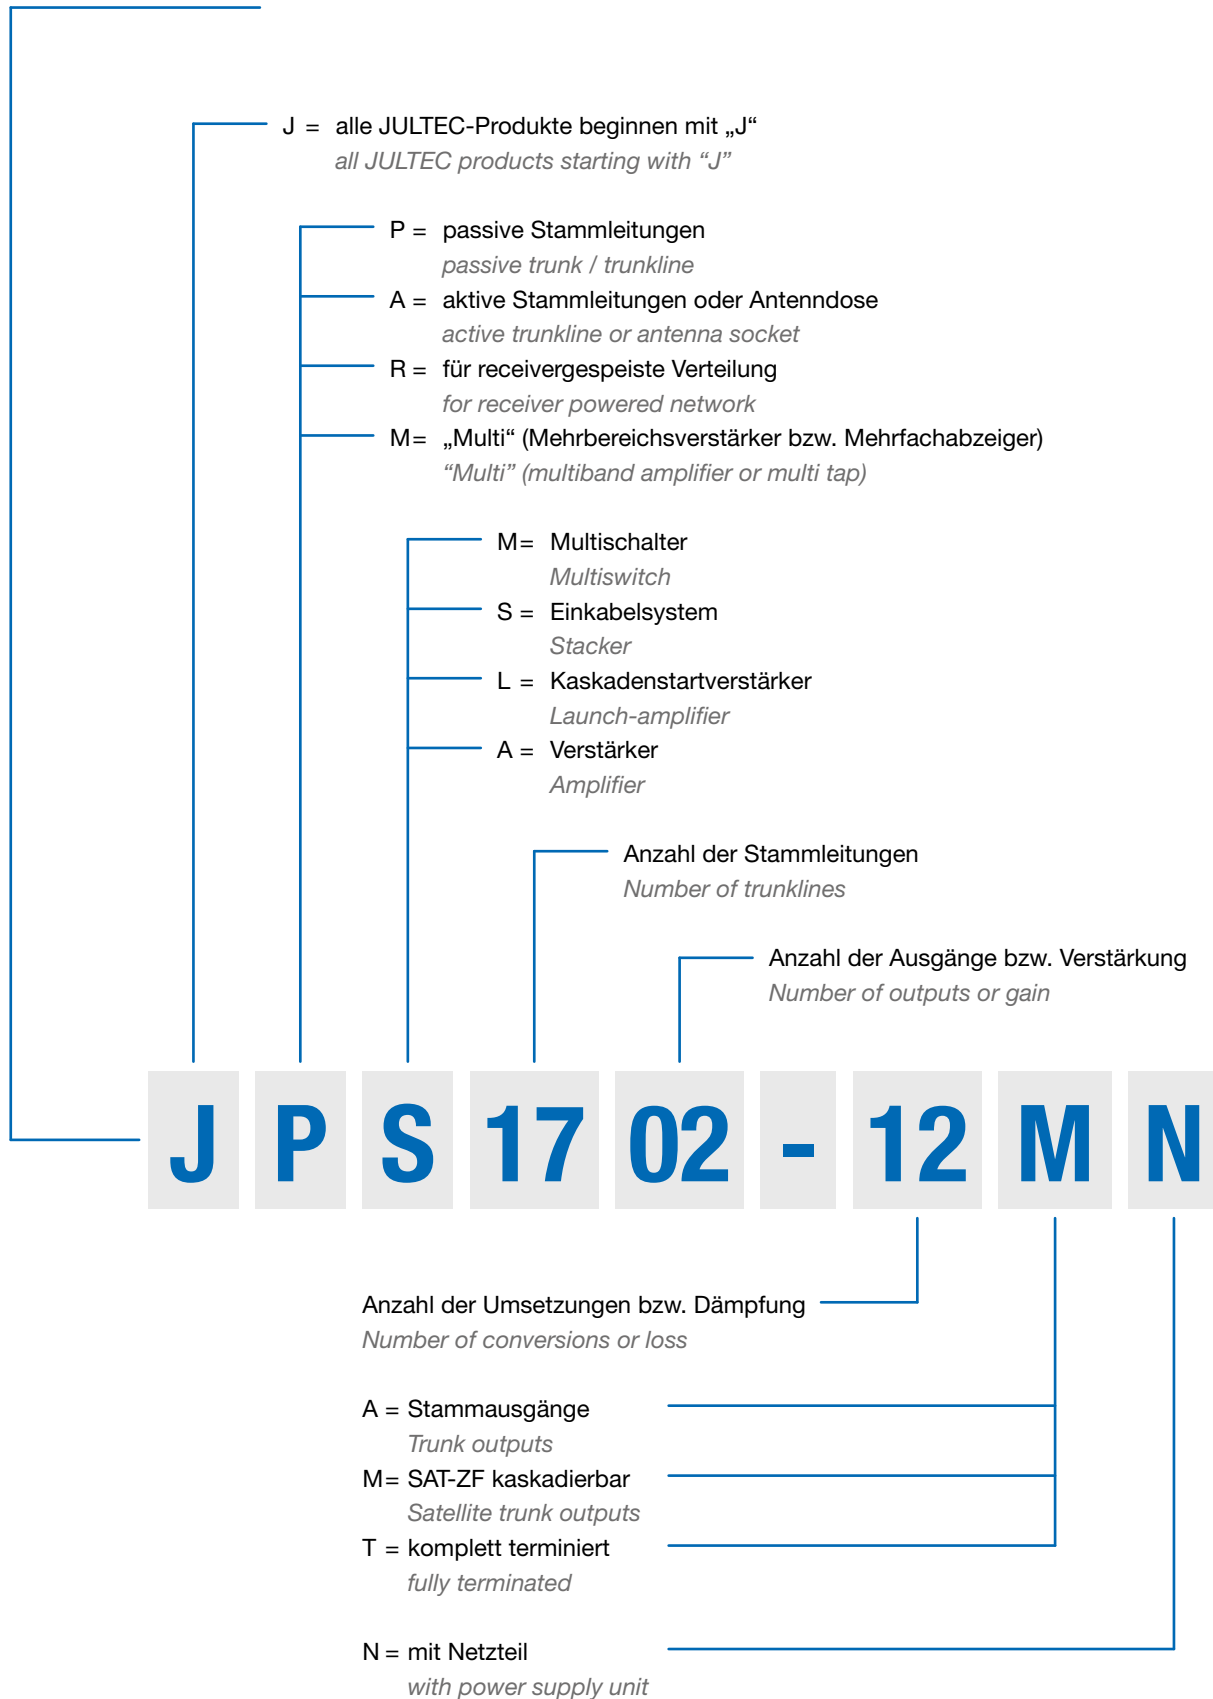 J = alle JULTEC-Produkte beginnen mit „J“
all JULTEC products starting with “J”
P = passive Stammleitungen
passive trunk / trunkline
A = aktive Stammleitungen oder Antenndose
active trunkline or antenna socket
R = für receivergespeiste Verteilung
for receiver powered network
M= „Multi“ (Mehrbereichsverstärker bzw. Mehrfachabzeiger)
“Multi” (multiband amplifier or multi tap)
M= Multischalter
Multiswitch
S = Einkabelsystem
Stacker
L = Kaskadenstartverstärker
Launch-amplifier
A = Verstärker
Amplifier
Anzahl der Stammleitungen
Number of trunklines
Anzahl der Ausgänge bzw. Verstärkung
Number of outputs or gain
J P S 17 02 - 12 M N
Anzahl der Umsetzungen bzw. Dämpfung
Number of conversions or loss
A = Stammausgänge
Trunk outputs
M= SAT-ZF kaskadierbar
Satellite trunk outputs
T = komplett terminiert
fully terminated
N = mit Netzteil
with power supply unit